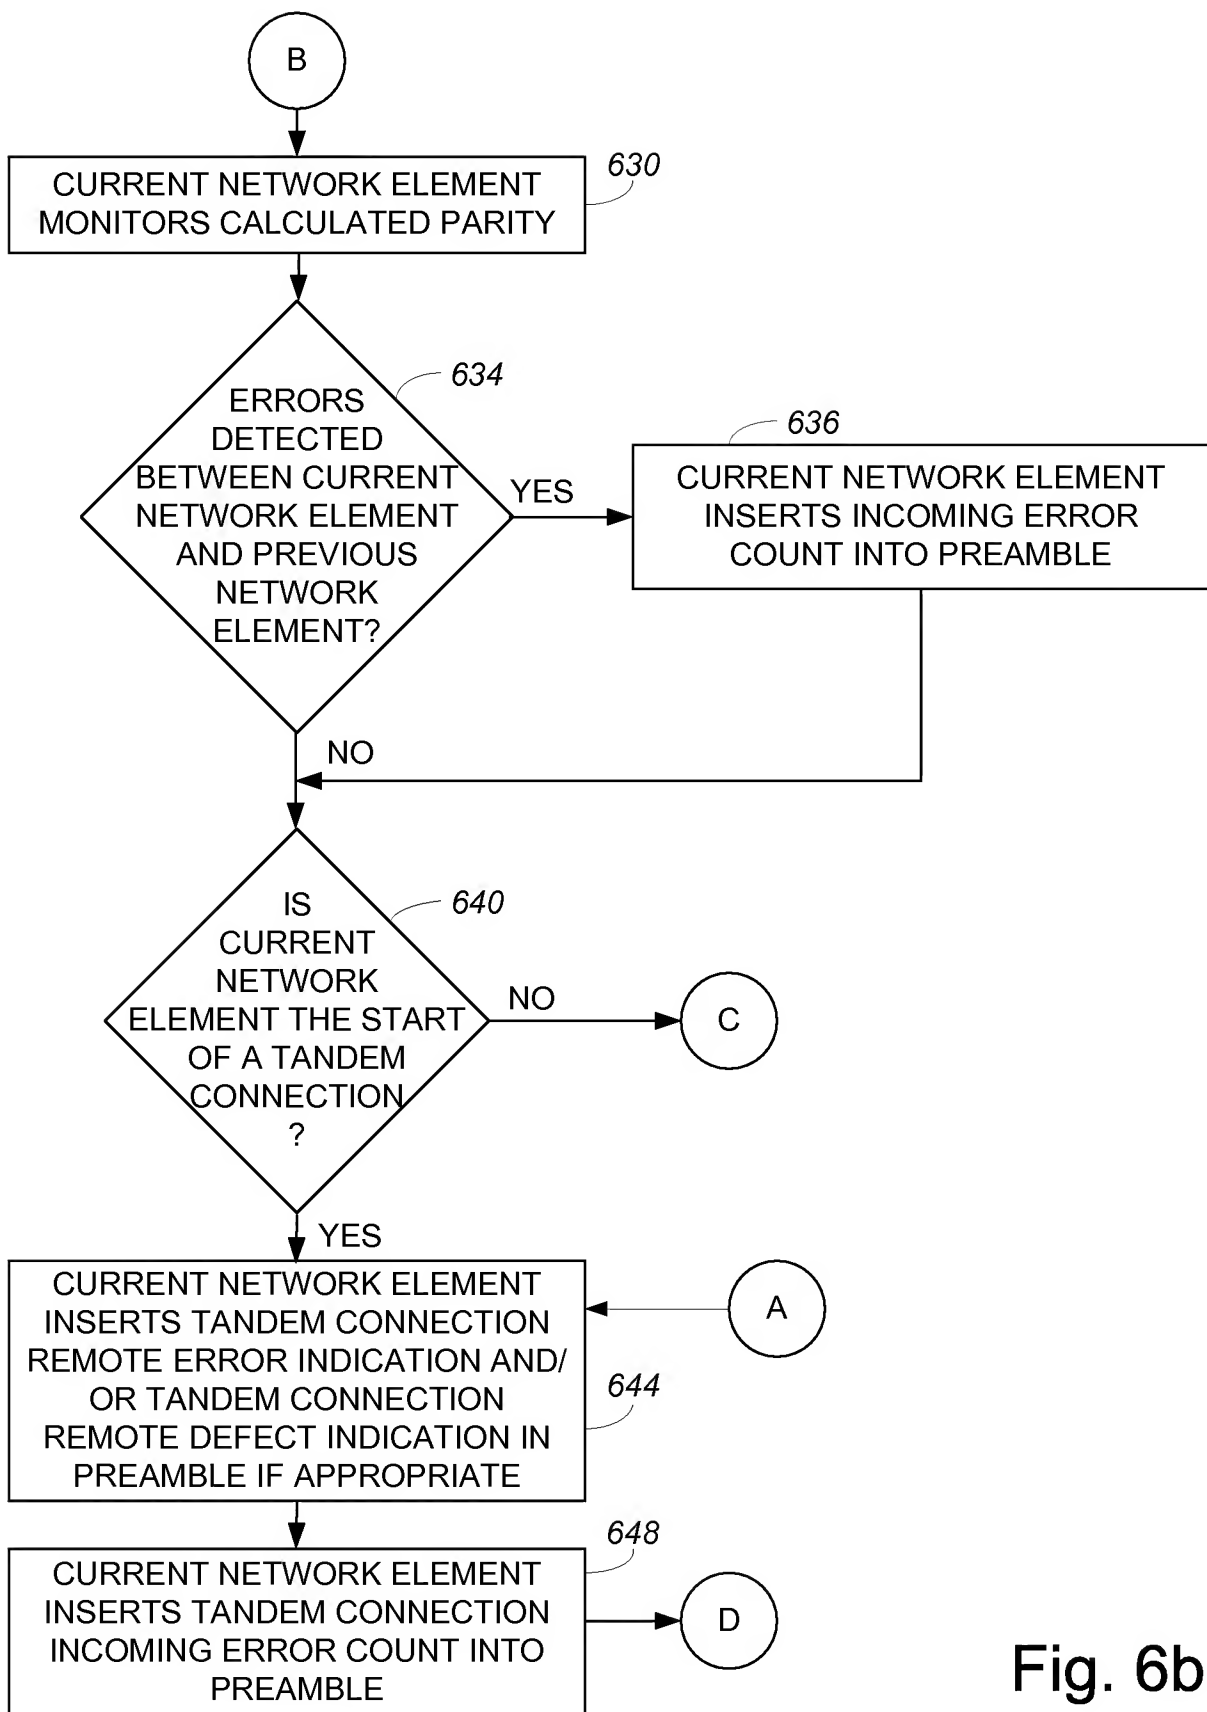 B
CURRENT NETWORK ELEMENT
MONITORS CALCULATED PARITY
630
ERRORS
DETECTED
BETWEEN CURRENT
NETWORK ELEMENT
AND PREVIOUS
NETWORK
ELEMENT?
634
YES
636
CURRENT NETWORK ELEMENT
INSERTS INCOMING ERROR
COUNT INTO PREAMBLE
NO
IS
CURRENT
NETWORK
ELEMENT THE START
OF A TANDEM
CONNECTION
?
640
NO
C
YES
CURRENT NETWORK ELEMENT
INSERTS TANDEM CONNECTION
REMOTE ERROR INDICATION AND/
OR TANDEM CONNECTION
REMOTE DEFECT INDICATION IN
PREAMBLE IF APPROPRIATE
A
644
CURRENT NETWORK ELEMENT
INSERTS TANDEM CONNECTION
INCOMING ERROR COUNT INTO
PREAMBLE
648
D
Fig. 6b